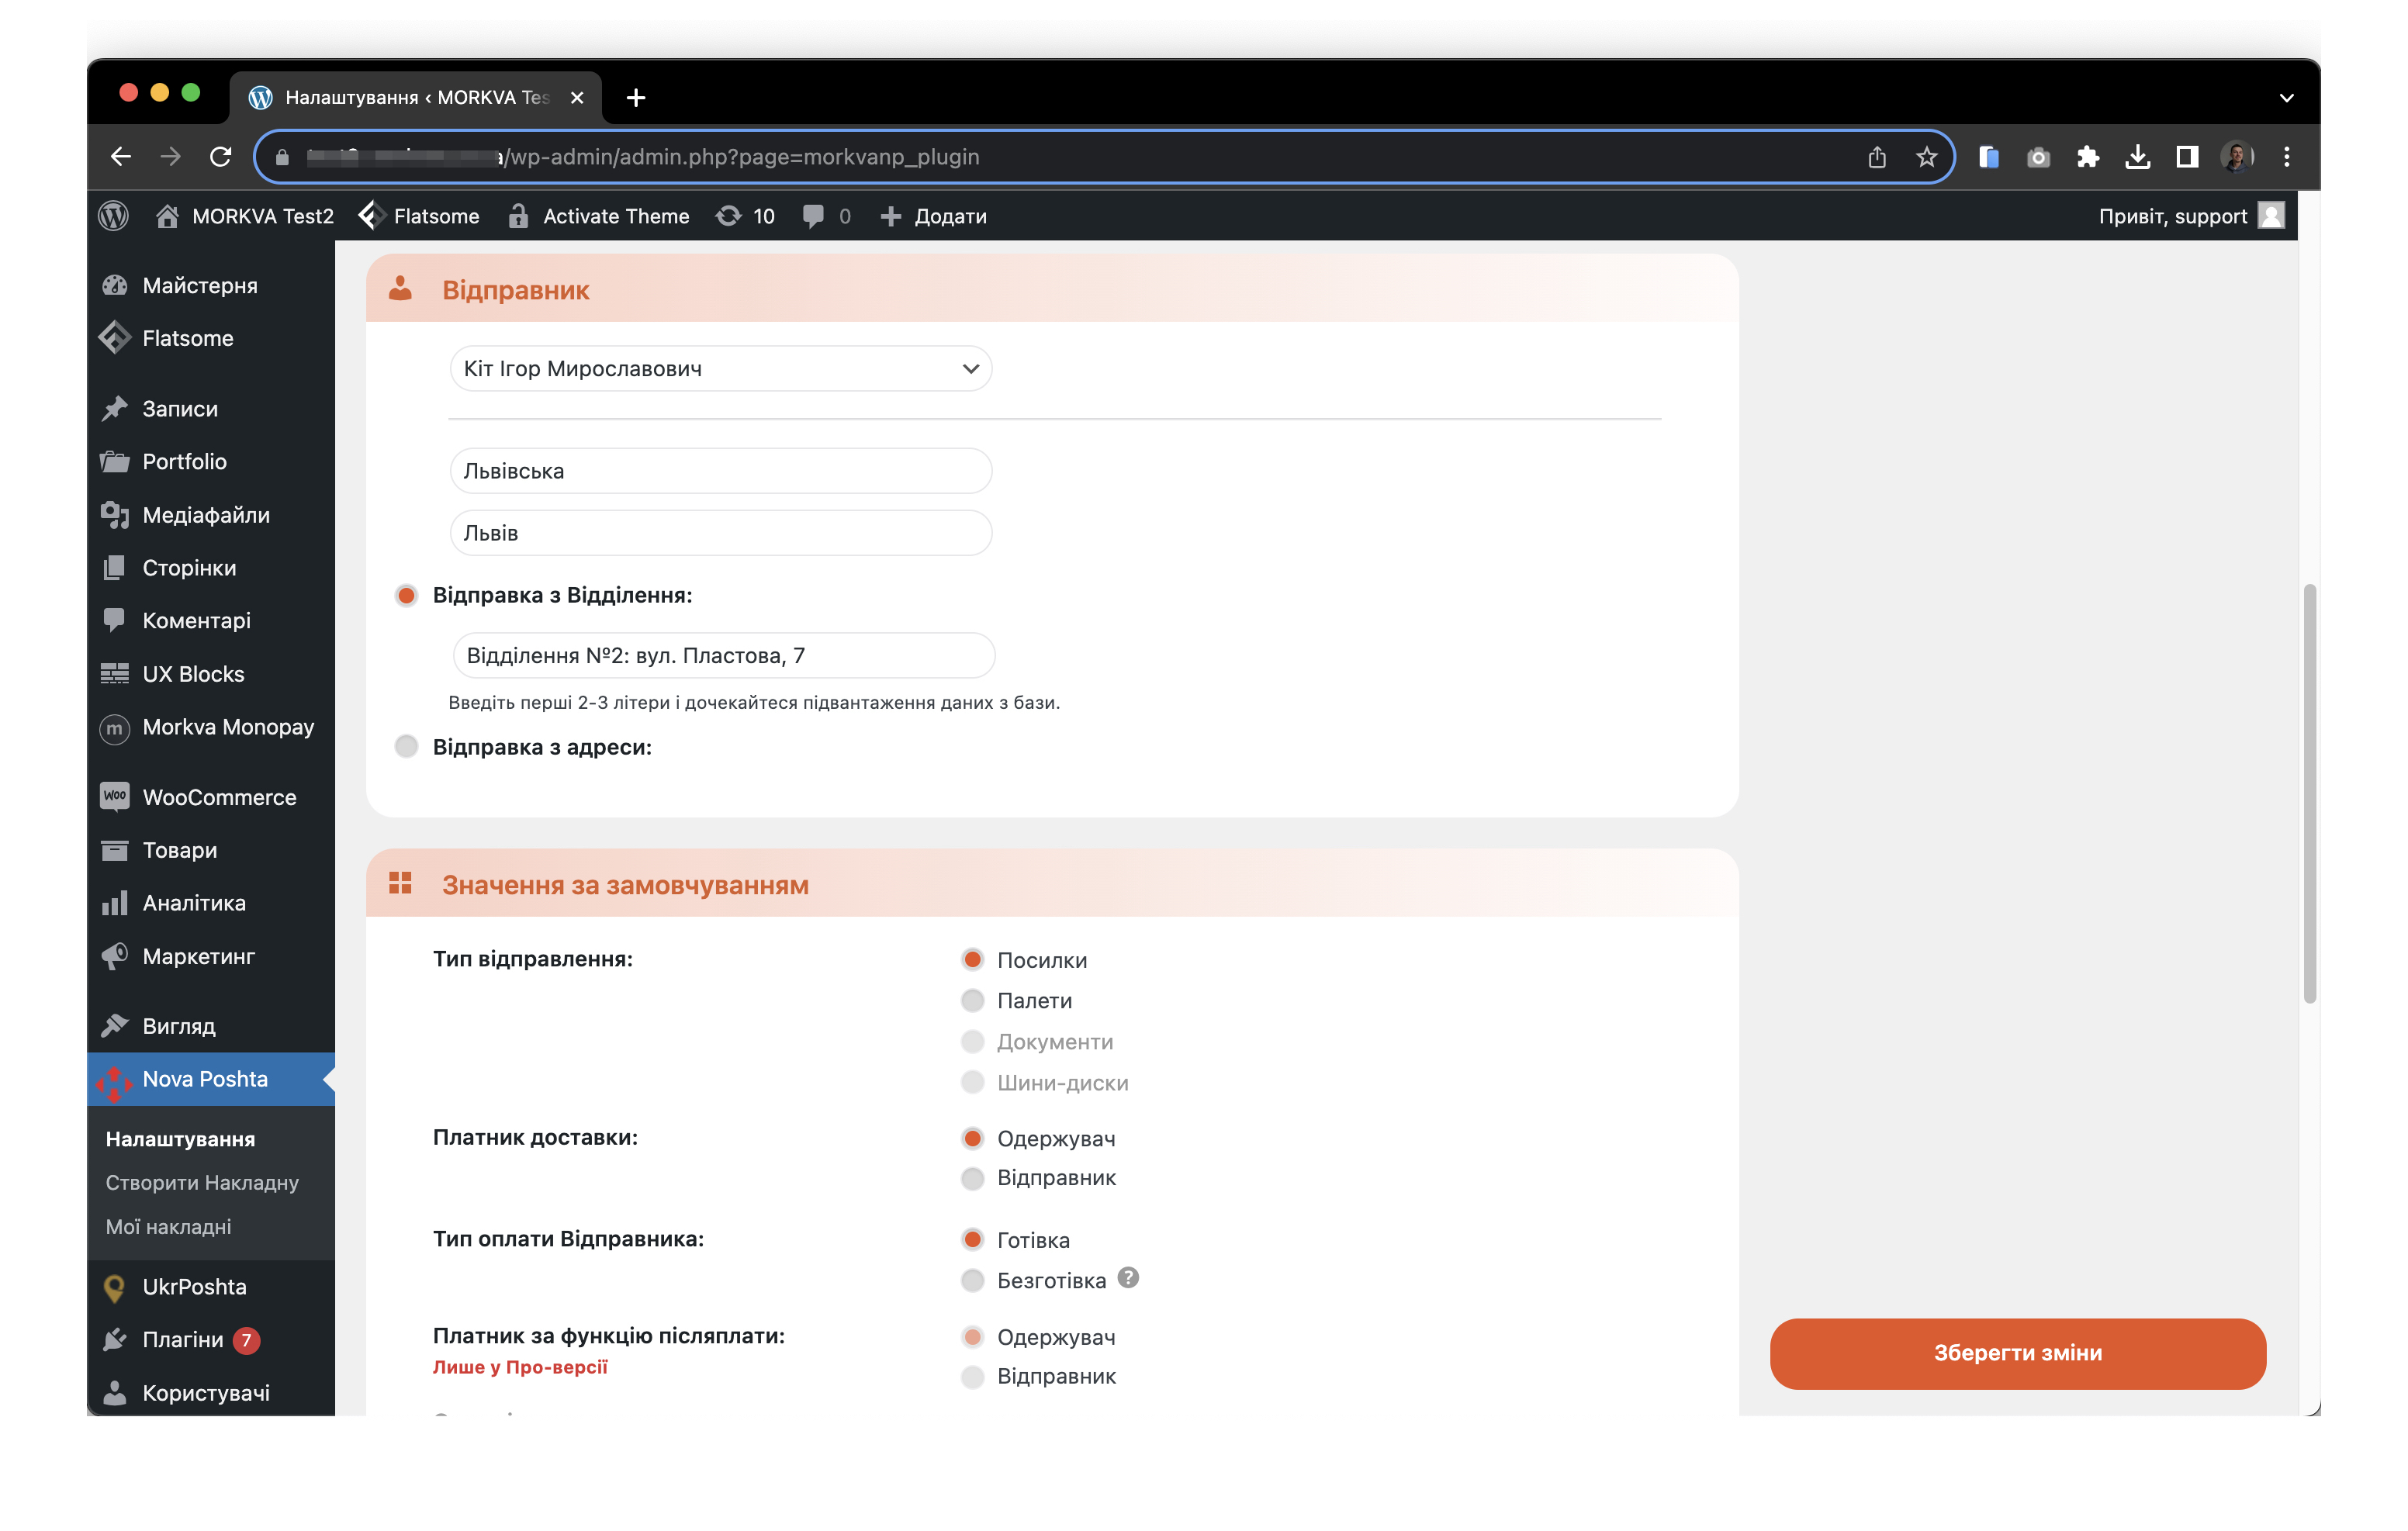 Налаштування ‹ MORKVA Tes
/wp-admin/admin.php?page=morkvanp_plugin
MORKVA Test2 Flatsome Activate Theme 10 0 Додати Привіт, support
Майстерня
Flatsome
Записи
Portfolio
Медіафайли
Сторінки
Коментарі
UX Blocks
m Morkva Monopay
Woo WooCommerce
Товари
Аналітика
Маркетинг
Вигляд
Nova Poshta
Налаштування
Створити Накладну
Мої накладні
UkrPoshta
Плагіни 7
Користувачі
Відправник
Кіт Ігор Мирославович
Львівська
Львів
Відправка з Відділення:
Відділення №2: вул. Пластова, 7
Введіть перші 2-3 літери і дочекайтеся підвантаження даних з бази.
Відправка з адреси:
Значення за замовчуванням
Тип відправлення:
Посилки
Палети
Документи
Шини-диски
Платник доставки:
Одержувач
Відправник
Тип оплати Відправника:
Готівка
Безготівка ?
Платник за функцію післяплати:
Лише у Про-версії
Одержувач
Відправник
Зберегти зміни